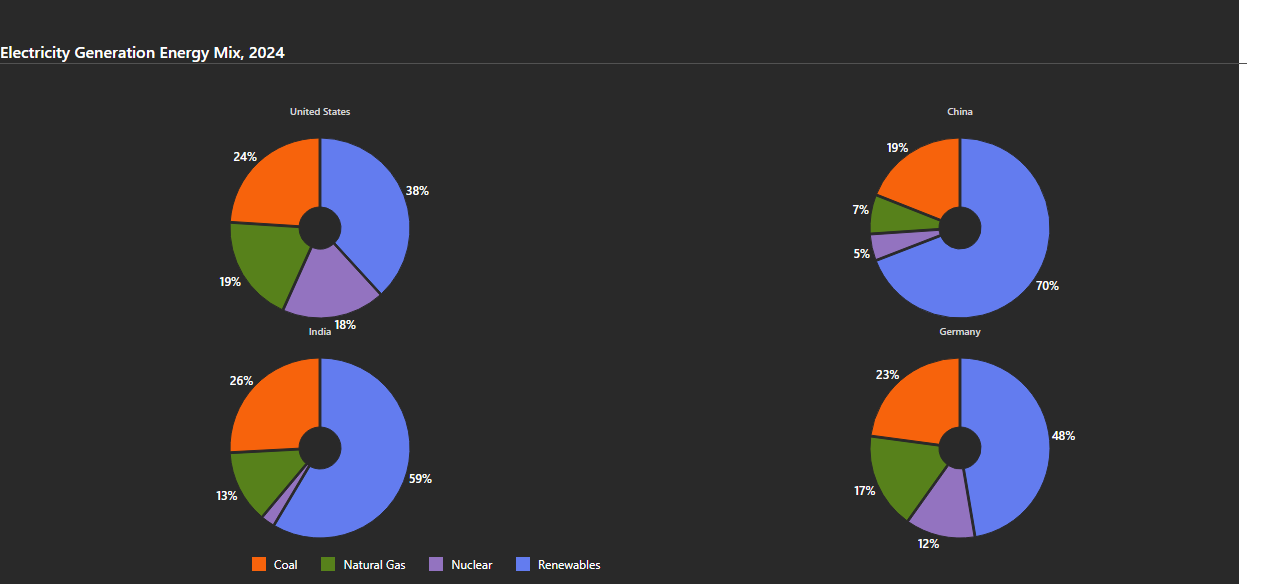 Electricity Generation Energy Mix, 2024
United States
24%
38%
19%
18%
China
19%
7%
5%
70%
India
26%
59%
13%
Germany
23%
48%
17%
12%
Coal
Natural Gas
Nuclear
Renewables